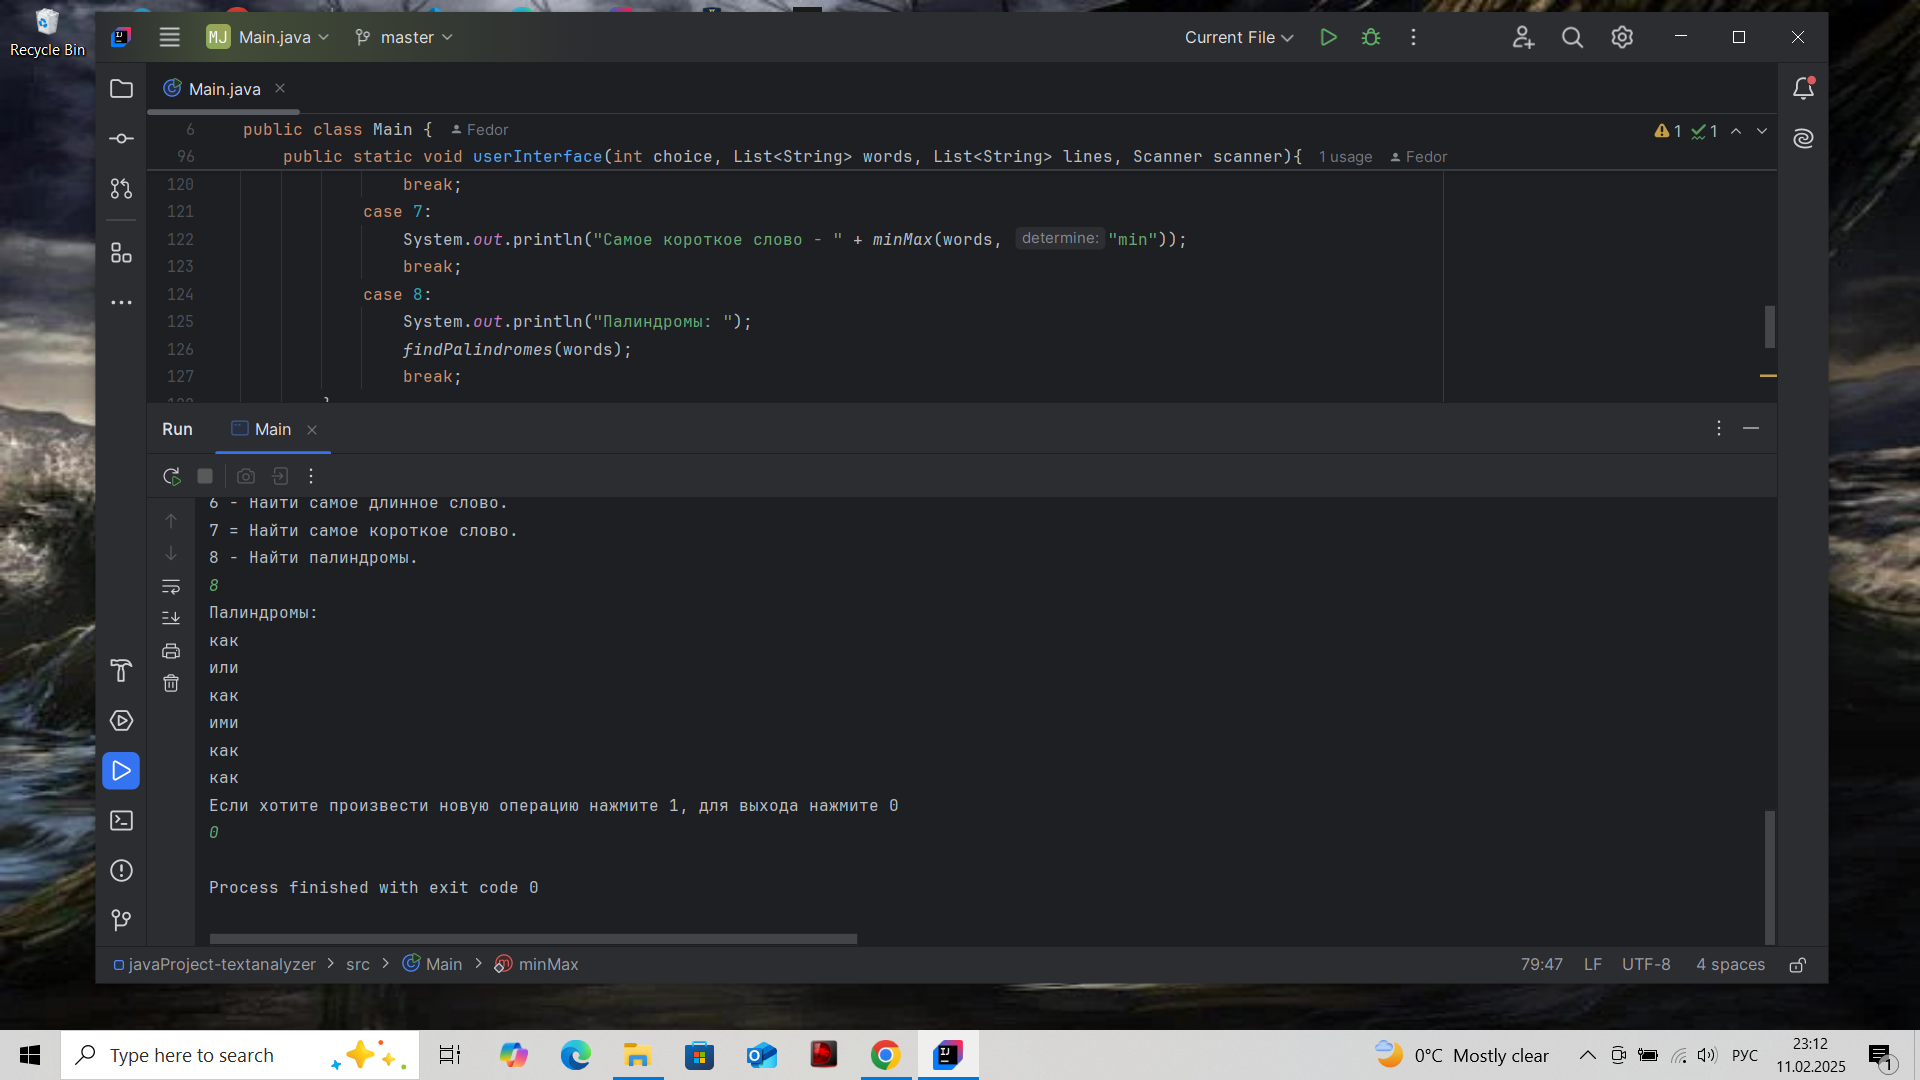 Recycle Bin
MJ Main.java master Current File
Main.java
6 public class Main { Fedor 1 1
96 public static void userInterface(int choice, List<String> words, List<String> lines, Scanner scanner){ 1 usage Fedor
120 break;
121 case 7:
122 System.out.println("Самое короткое слово - " + minMax(words, determine: "min"));
123 break;
124 case 8:
125 System.out.println("Палиндромы: ");
126 findPalindromes(words);
127 break;
Run Main
6 - Найти самое длинное слово.
7 = Найти самое короткое слово.
8 - Найти палиндромы.
8
Палиндромы:
как
или
как
ими
как
как
Если хотите произвести новую операцию нажмите 1, для выхода нажмите 0
0
Process finished with exit code 0
javaProject-textanalyzer > src > Main > minMax 79:47 LF UTF-8 4 spaces
Type here to search 0°C Mostly clear РУС 23:12
11.02.2025 1